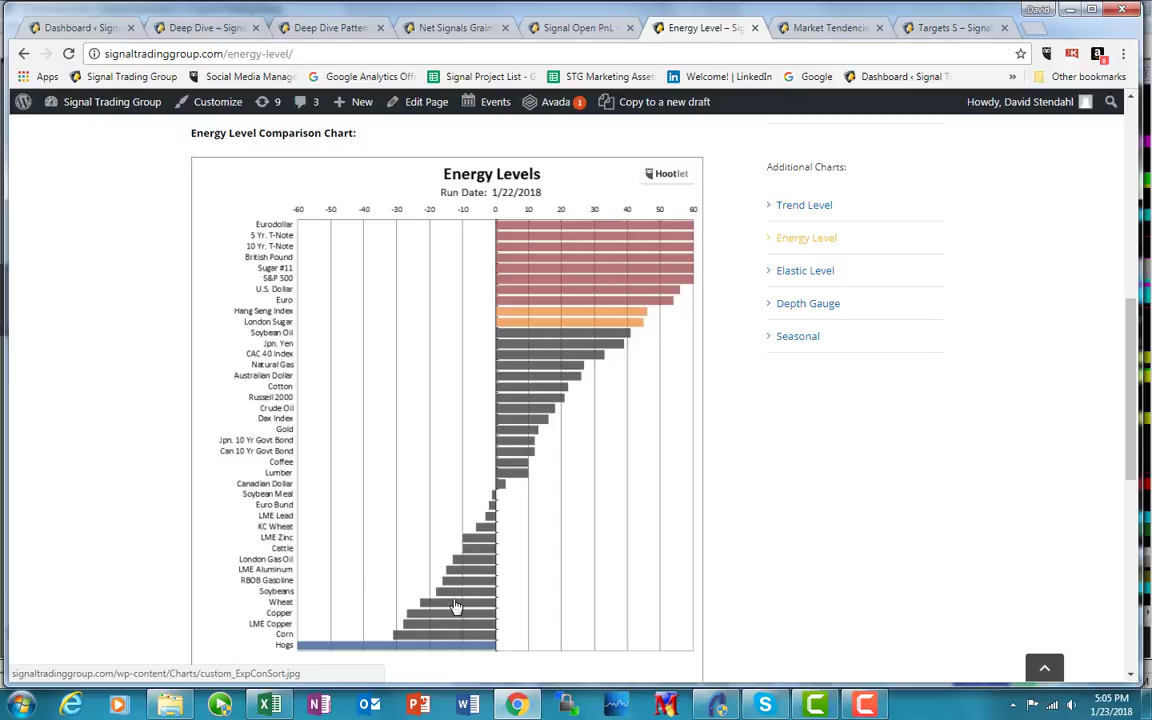 David
Dashboard ‹ Signal T
Deep Dive – Signal
Deep Dive Pattern
Net Signals Grain
Signal Open PnL
Energy Level – Sig
Market Tendencie
Targets S – Signal
signaltradinggroup.com/energy-level/
Apps
Signal Trading Group
Social Media Manage
Google Analytics Offi
Signal Project List - G
STG Marketing Asset
Welcome! | LinkedIn
Google
Dashboard ‹ Signal T
»
Other bookmarks
Signal Trading Group
Customize
9
3
New
Edit Page
Events
Avada 1
Copy to a new draft
Howdy, David Stendahl
Energy Level Comparison Chart:
Energy Levels
Hootlet
Run Date: 1/22/2018
-60 -50 -40 -30 -20 -10 0 10 20 30 40 50 60
Eurodollar
5 Yr. T-Note
10 Yr. T-Note
British Pound
Sugar #11
S&P 500
U.S. Dollar
Euro
Hang Seng Index
London Sugar
Soybean Oil
Jpn. Yen
CAC 40 Index
Natural Gas
Australian Dollar
Cotton
Russell 2000
Crude Oil
Dax Index
Gold
Jpn. 10 Yr Govt Bond
Can 10 Yr Govt Bond
Coffee
Lumber
Canadian Dollar
Soybean Meal
Euro Bund
LME Lead
KC Wheat
LME Zinc
Cattle
London Gas Oil
LME Aluminum
RBOB Gasoline
Soybeans
Wheat
Copper
LME Copper
Corn
Hogs
Additional Charts:
Trend Level
Energy Level
Elastic Level
Depth Gauge
Seasonal
signaltradinggroup.com/wp-content/Charts/custom_ExpConSort.jpg
5:05 PM
1/23/2018